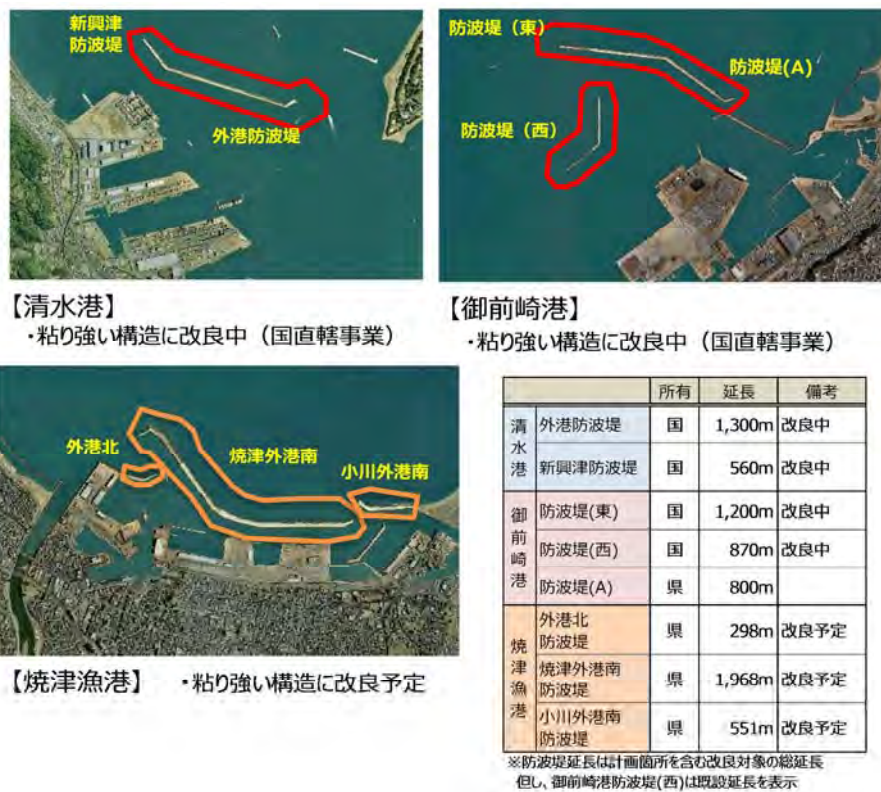 新興津
防波堤
外港防波堤
防波堤（東）
防波堤(A)
防波堤（西）
【清水港】
・粘り強い構造に改良中（国直轄事業）
【御前崎港】
・粘り強い構造に改良中（国直轄事業）
外港北
焼津外港南
小川外港南
【焼津漁港】 ・粘り強い構造に改良予定
所有 延長 備考
清水港
外港防波堤 国 1,300m 改良中
新興津防波堤 国 560m 改良中
御前崎港
防波堤(東) 国 1,200m 改良中
防波堤(西) 国 870m 改良中
防波堤(A) 県 800m
焼津漁港
外港北
防波堤 県 298m 改良予定
焼津外港南
防波堤 県 1,968m 改良予定
小川外港南
防波堤 県 551m 改良予定
※防波堤延長は計画箇所を含む改良対象の総延長
但し、御前崎港防波堤(西)は既設延長を表示